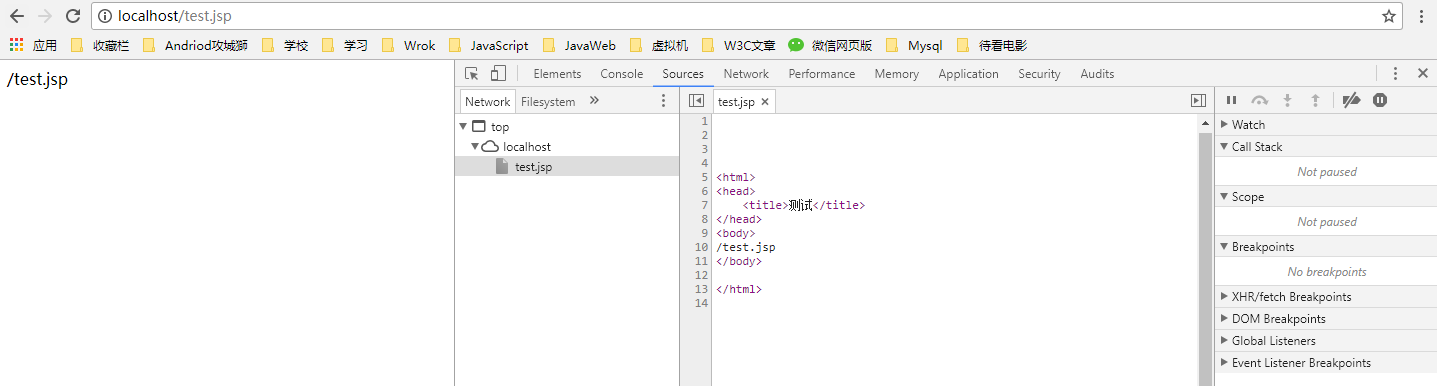 localhost/test.jsp
应用 收藏栏 Andriod攻城狮 学校 学习 Wrok JavaScript JavaWeb 虚拟机 W3C文章 微信网页版 Mysql 待看电影
/test.jsp
Elements Console Sources Network Performance Memory Application Security Audits
Network Filesystem »
test.jsp ×
top
localhost
test.jsp
1
2
3
4
5 <html>
6 <head>
7 <title>测试</title>
8 </head>
9 <body>
10 /test.jsp
11 </body>
12
13 </html>
14
Watch
Call Stack
Not paused
Scope
Not paused
Breakpoints
No breakpoints
XHR/fetch Breakpoints
DOM Breakpoints
Global Listeners
Event Listener Breakpoints